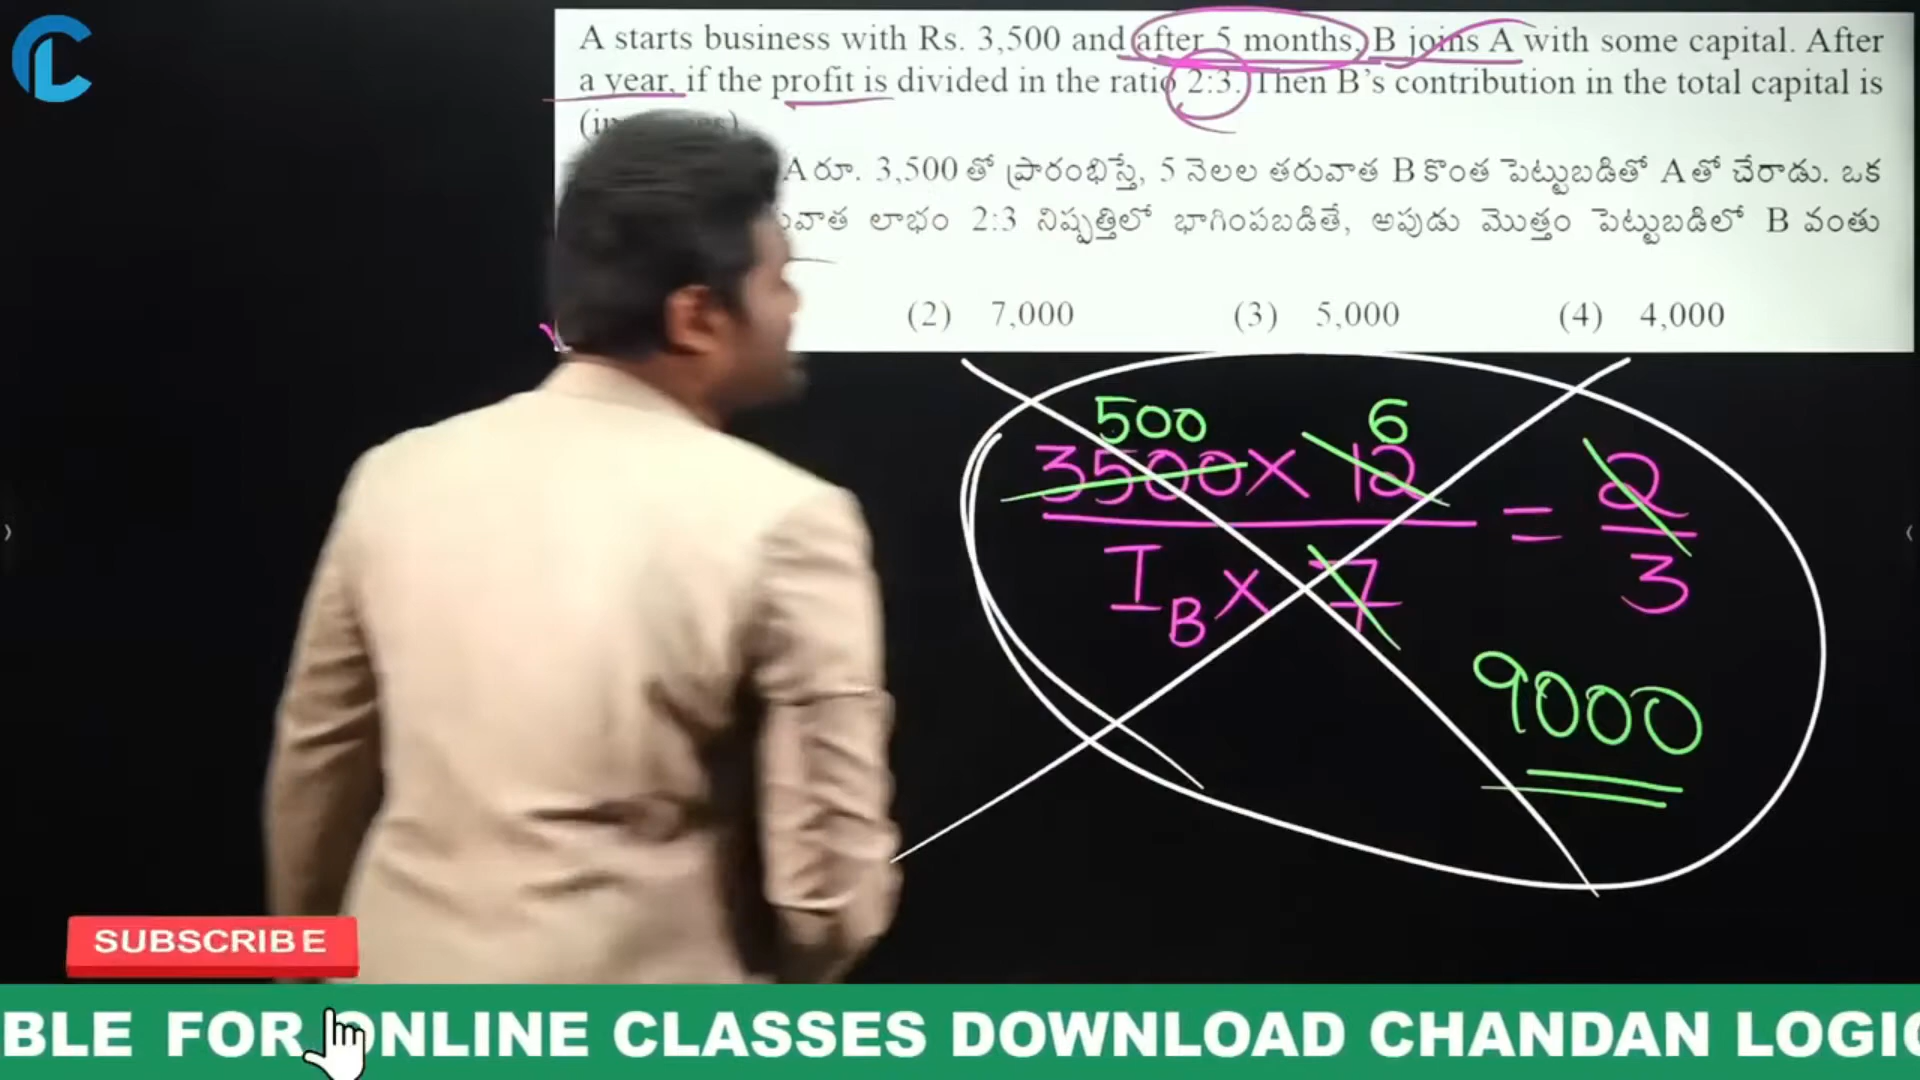 A starts business with Rs. 3,500 and after 5 months, B joins A with some capital. After
a year, if the profit is divided in the ratio 2:3. Then B's contribution in the total capital is
A రూ. 3,500 తో ప్రారంభిస్తే, 5 నెలల తరువాత B కొంత పెట్టుబడితో A తో చేరాడు. ఒక
లాభం 2:3 నిష్పత్తిలో భాగింపబడితే, అపుడు మొత్తం పెట్టుబడిలో B వంతు
(2) 7,000 (3) 5,000 (4) 4,000
500 6
3500 X 12 = 2
I B X 7 3
9000
SUBSCRIBE
BLE FOR ONLINE CLASSES DOWNLOAD CHANDAN LOGIC